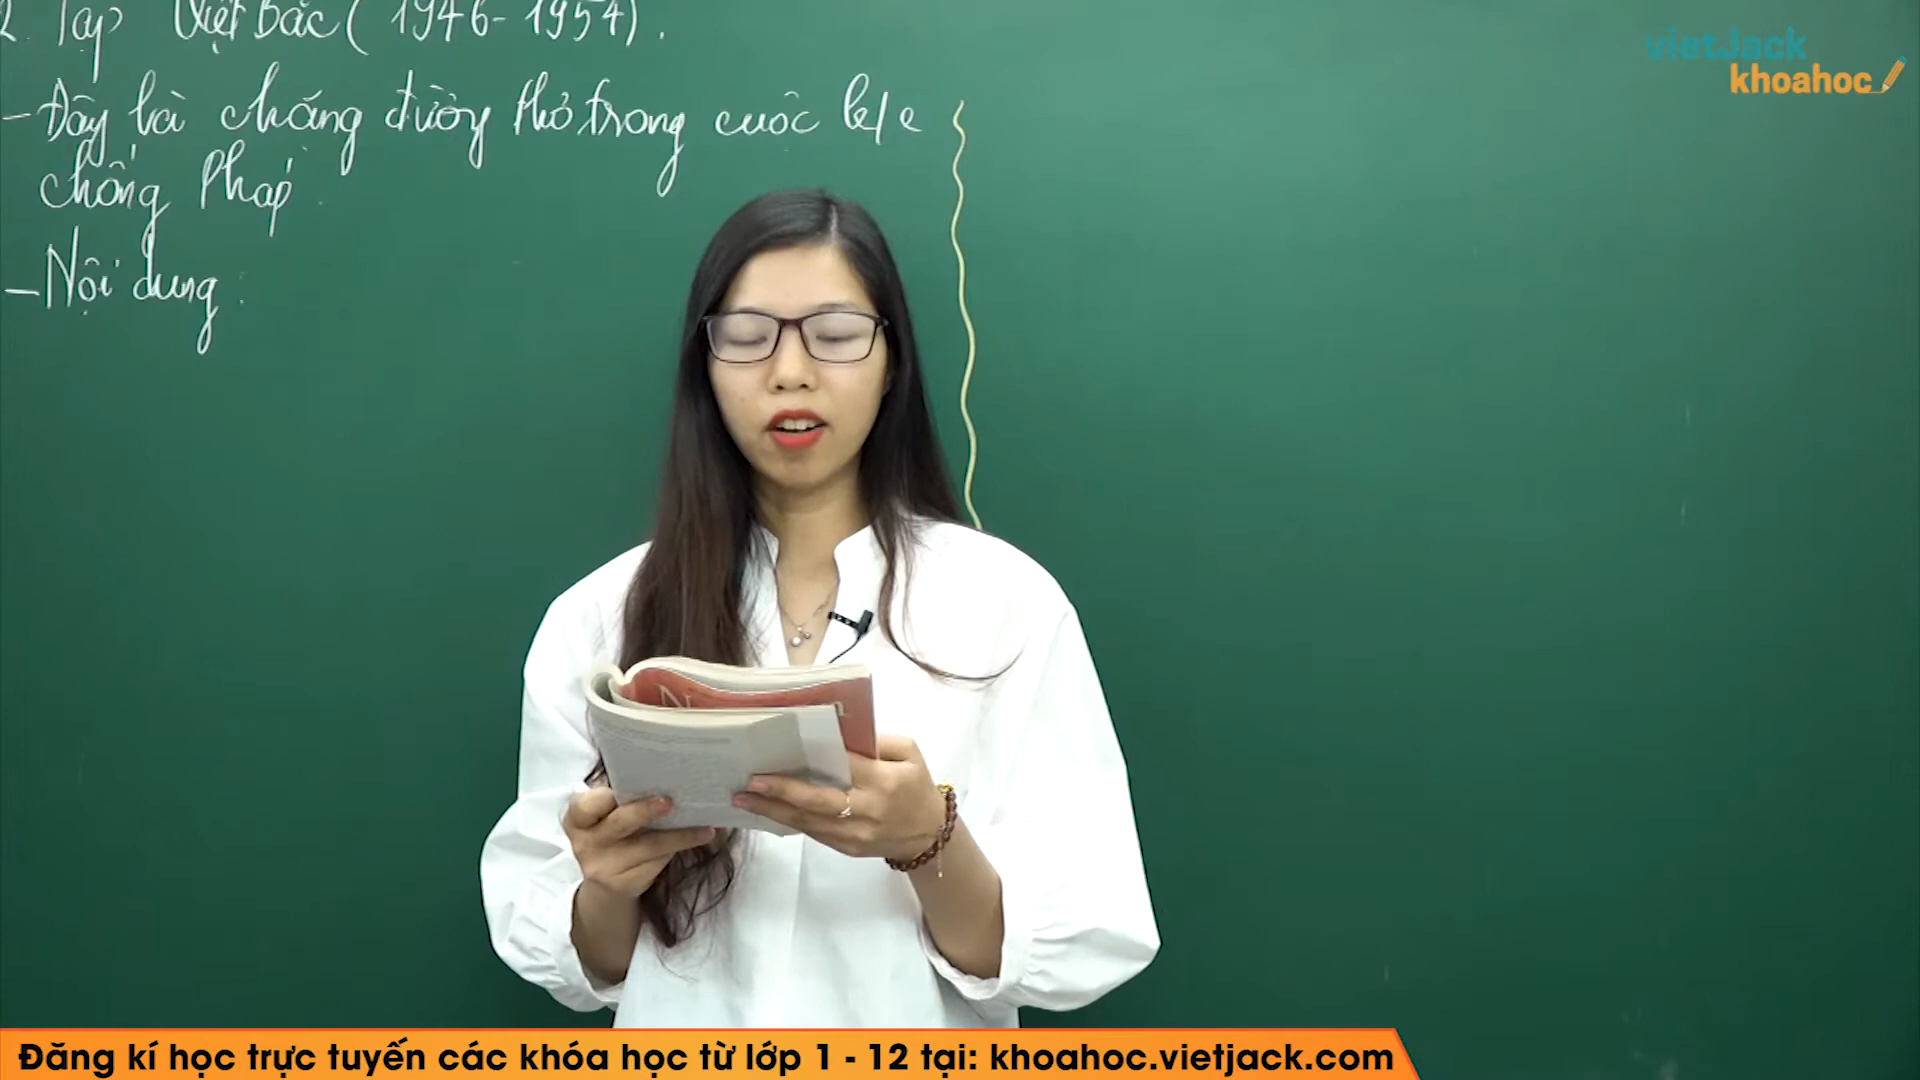 2. Tập Việt Bắc ( 1946 - 1954 ) .
- Đây là chặng đường thơ trong cuộc k/c
chống Pháp .
- Nội dung :
vietJack
khoahoc
N
Đăng kí học trực tuyến các khóa học từ lớp 1 - 12 tại: khoahoc.vietjack.com